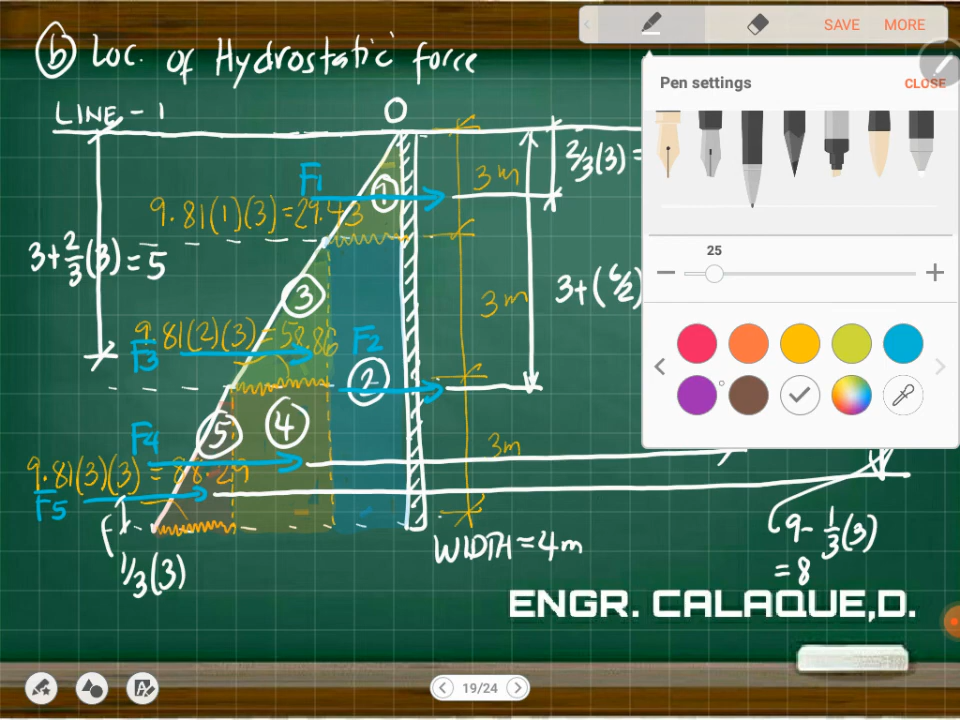 ⓑ Loc. of Hydrostatic force
SAVE
MORE
Pen settings
CLOSE
LINE - 1
O
F1
①
3m
2/3(3)=
9.81(1)(3)=29.43
3+2/3(3)=5
25
③
3m
3+(6/2)
9.81(2)(3)=58.86
F2
F3
②
F4
⑤
④
3m
9.81(3)(3)=88.29
F5
1/3(3)
WIDTH=4m
9-1/3(3)
=8
ENGR. CALAQUE,D.
19/24